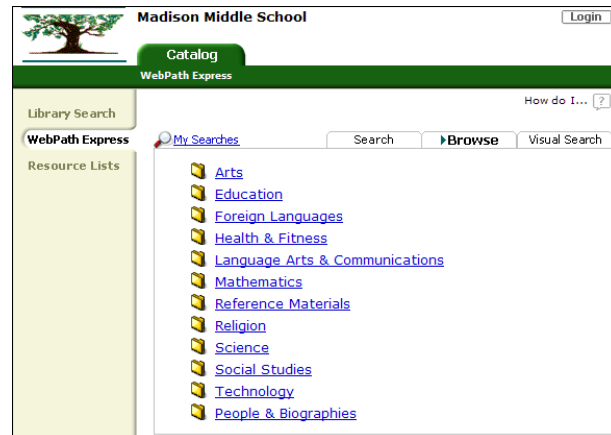 Madison Middle School
Login
Catalog
WebPath Express
How do I... ?
Library Search
WebPath Express
Resource Lists
My Searches
Search
Browse
Visual Search
Arts
Education
Foreign Languages
Health & Fitness
Language Arts & Communications
Mathematics
Reference Materials
Religion
Science
Social Studies
Technology
People & Biographies